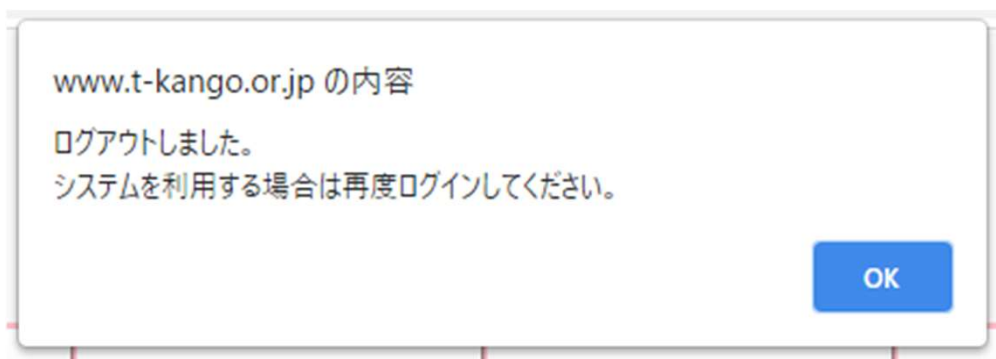 www.t-kango.or.jp の内容
ログアウトしました。
システムを利用する場合は再度ログインしてください。
OK